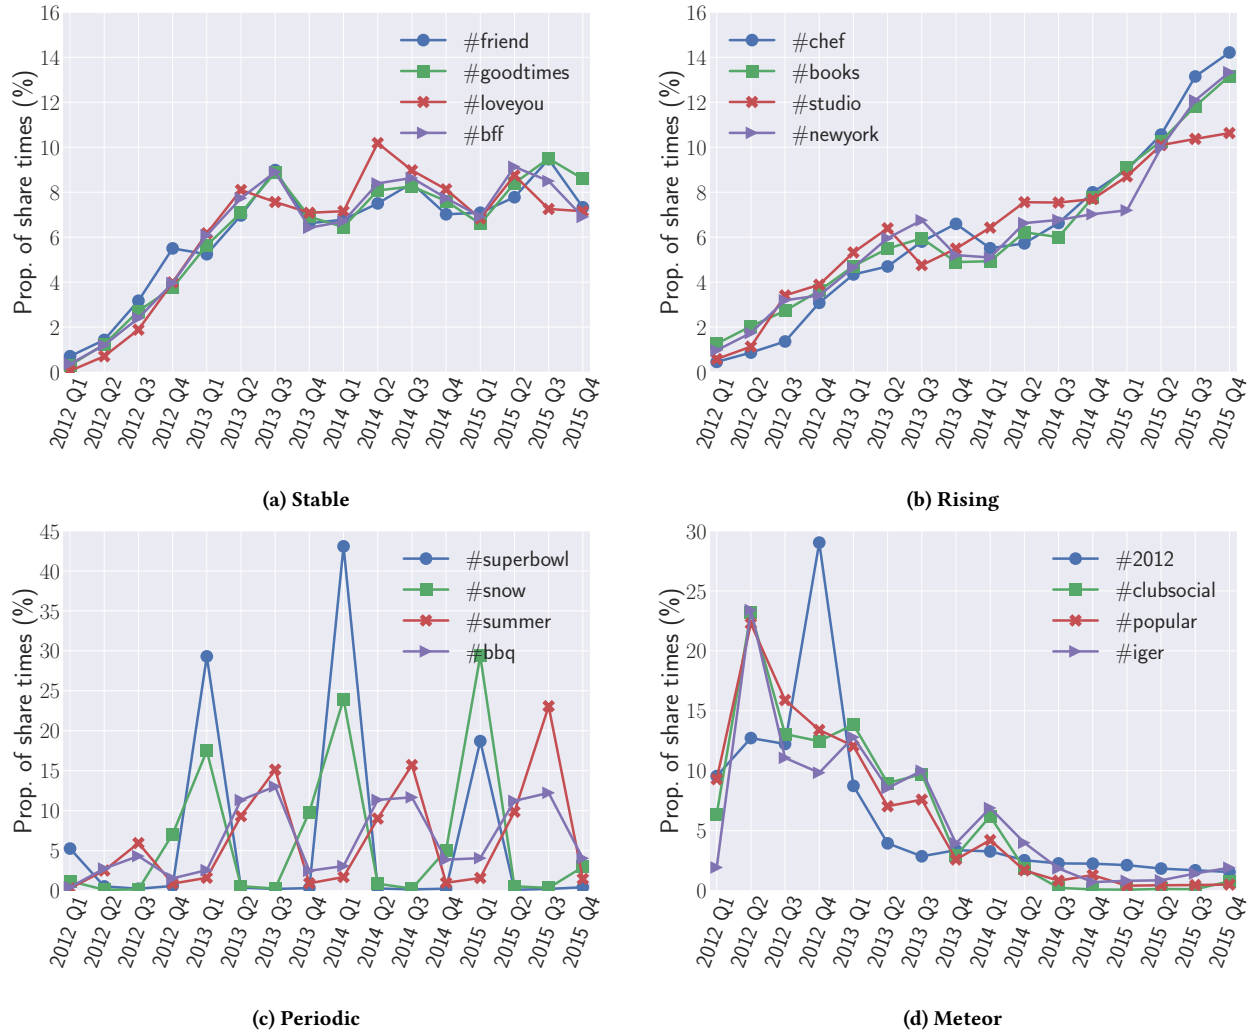 16
14
12
10
8
6
4
2
0
Prop. of share times (%)
#friend
#goodtimes
#loveyou
#bff
2012 Q1
2012 Q2
2012 Q3
2012 Q4
2013 Q1
2013 Q2
2013 Q3
2013 Q4
2014 Q1
2014 Q2
2014 Q3
2014 Q4
2015 Q1
2015 Q2
2015 Q3
2015 Q4
(a) Stable
16
14
12
10
8
6
4
2
0
Prop. of share times (%)
#chef
#books
#studio
#newyork
2012 Q1
2012 Q2
2012 Q3
2012 Q4
2013 Q1
2013 Q2
2013 Q3
2013 Q4
2014 Q1
2014 Q2
2014 Q3
2014 Q4
2015 Q1
2015 Q2
2015 Q3
2015 Q4
(b) Rising
45
40
35
30
25
20
15
10
5
0
Prop. of share times (%)
#superbowl
#snow
#summer
#bbq
2012 Q1
2012 Q2
2012 Q3
2012 Q4
2013 Q1
2013 Q2
2013 Q3
2013 Q4
2014 Q1
2014 Q2
2014 Q3
2014 Q4
2015 Q1
2015 Q2
2015 Q3
2015 Q4
(c) Periodic
30
25
20
15
10
5
0
Prop. of share times (%)
#2012
#clubsocial
#popular
#iger
2012 Q1
2012 Q2
2012 Q3
2012 Q4
2013 Q1
2013 Q2
2013 Q3
2013 Q4
2014 Q1
2014 Q2
2014 Q3
2014 Q4
2015 Q1
2015 Q2
2015 Q3
2015 Q4
(d) Meteor